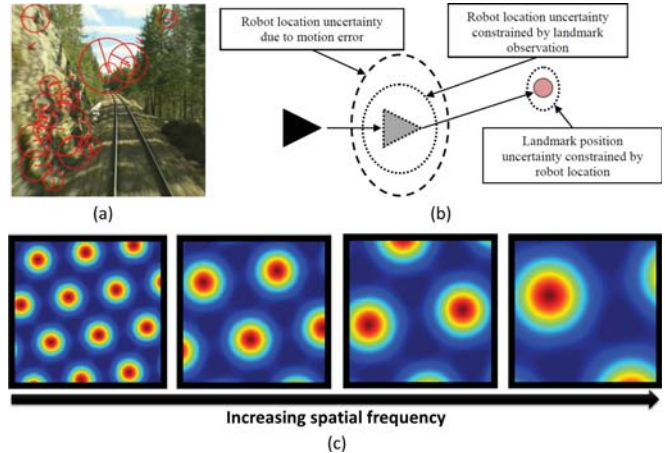 Robot location uncertainty
due to motion error
Robot location uncertainty
constrained by landmark
observation
Landmark position
uncertainty constrained by
robot location
(a)
(b)
Increasing spatial frequency
(c)